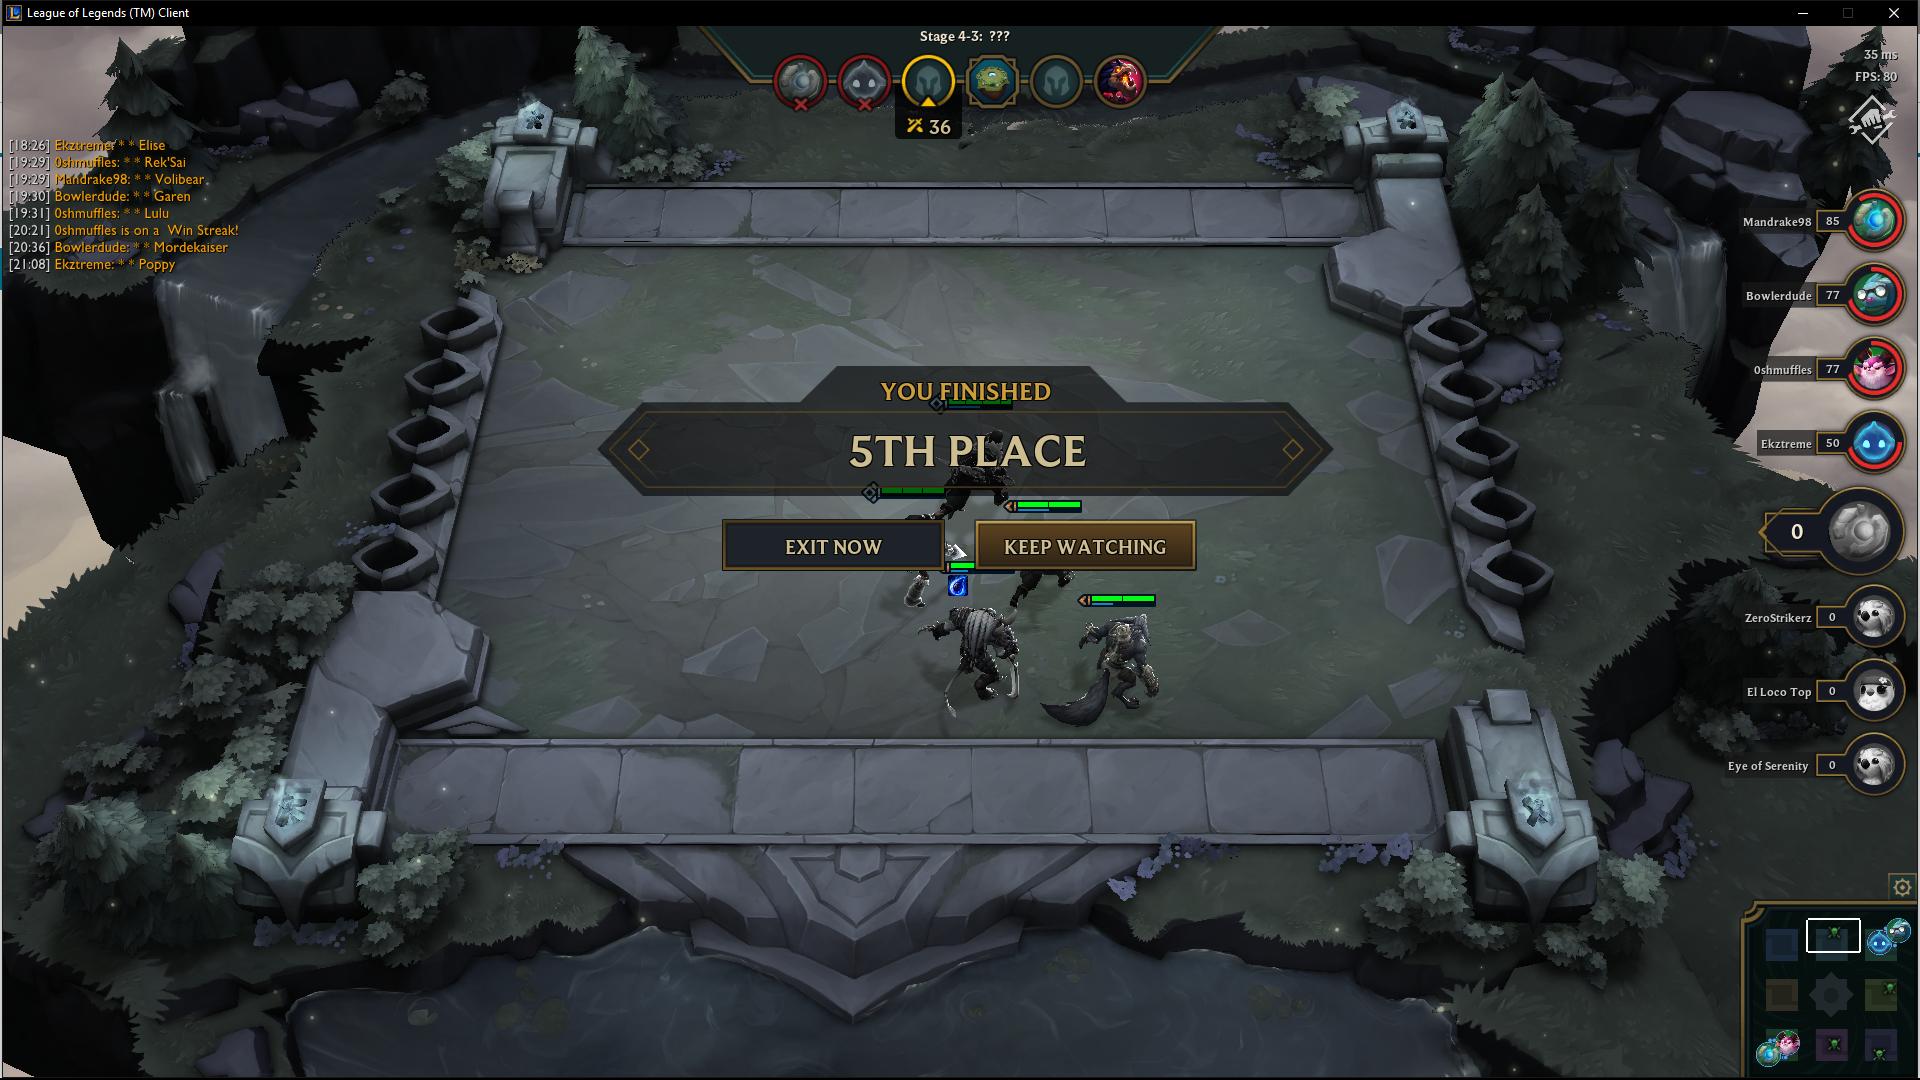 League of Legends (TM) Client
Stage 4-3: ???
35 ms
FPS: 80
36
[18:26] Ekztreme: * * Elise
[19:29] 0shmuffles: * * Rek'Sai
[19:29] Mandrake98: * * Volibear
[19:30] Bowlerdude: * * Garen
[19:31] 0shmuffles: * * Lulu
[20:21] 0shmuffles is on a Win Streak!
[20:36] Bowlerdude: * * Mordekaiser
[21:08] Ekztreme: * * Poppy
Mandrake98 85
Bowlerdude 77
0shmuffles 77
Ekztreme 50
0
ZeroStrikerz 0
El Loco Top 0
Eye of Serenity 0
YOU FINISHED
5TH PLACE
EXIT NOW
KEEP WATCHING